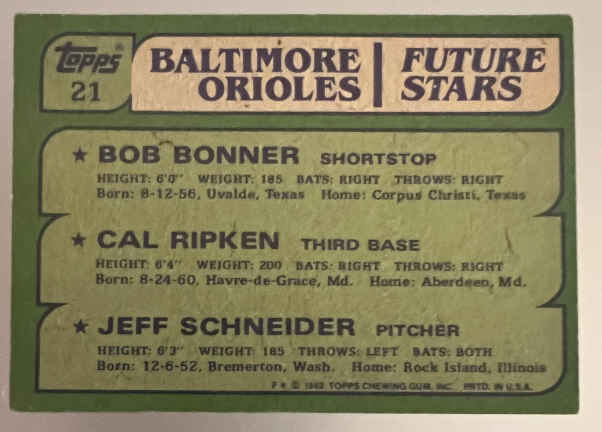 Topps®
21
BALTIMORE ORIOLES | FUTURE STARS
★ BOB BONNER SHORTSTOP
HEIGHT: 6'0" WEIGHT: 185 BATS: RIGHT THROWS: RIGHT
Born: 8-12-56, Uvalde, Texas Home: Corpus Christi, Texas
★ CAL RIPKEN THIRD BASE
HEIGHT: 6'4" WEIGHT: 200 BATS: RIGHT THROWS: RIGHT
Born: 8-24-60, Havre-de-Grace, Md. Home: Aberdeen, Md.
★ JEFF SCHNEIDER PITCHER
HEIGHT: 6'3" WEIGHT: 185 THROWS: LEFT BATS: BOTH
Born: 12-6-52, Bremerton, Wash. Home: Rock Island, Illinois
© 1982 TOPPS CHEWING GUM, INC. PRTD. IN U.S.A.